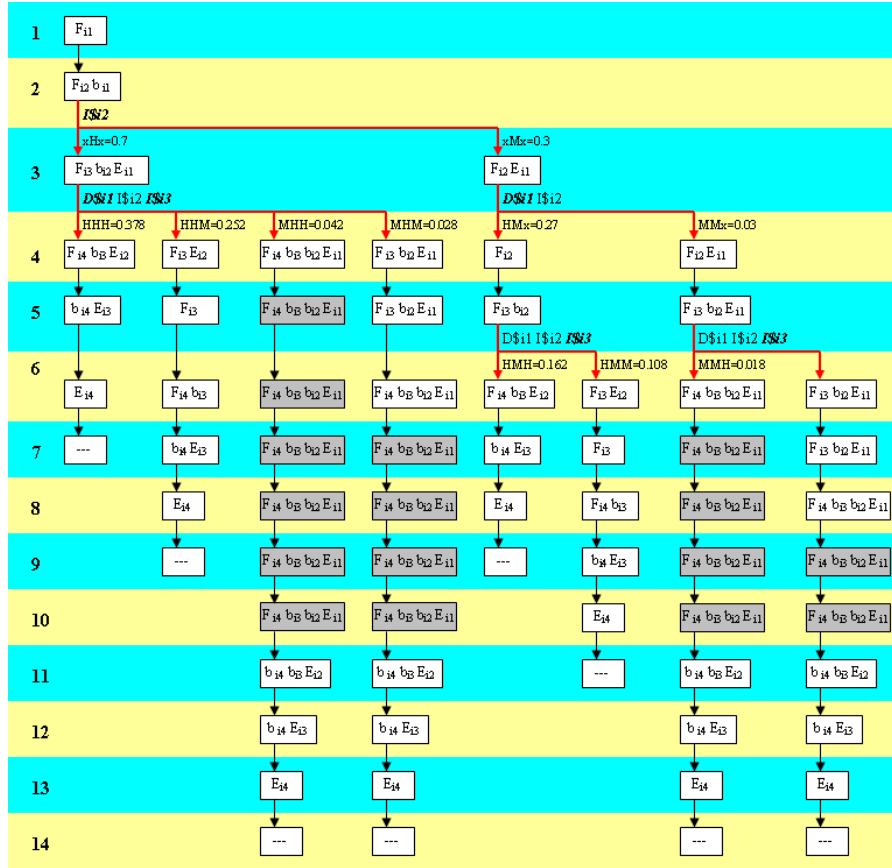 1 F i1
2 F i2 b i1
I$i2
xHx=0.7 xMx=0.3
3 F i3 b i2 E i1 F i2 E i1
D$i1 I$i2 I$i3 D$i1 I$i2
HHH=0.378 HHM=0.252 MHH=0.042 MHM=0.028 HMx=0.27 MMx=0.03
4 F i4 b i3 E i2 F i3 E i2 F i4 b i3 b i2 E i1 F i3 b i2 E i1 F i2 F i2 E i1
5 b i4 E i3 F i3 F i4 b i3 b i2 E i1 F i3 b i2 E i1 F i3 b i2 F i3 b i2 E i1
D$i1 I$i2 I$i3 D$i1 I$i2 I$i3
6 HMH=0.162 HMM=0.108 MMH=0.018
E i4 F i4 b i3 F i4 b i3 b i2 E i1 F i4 b i3 b i2 E i1 F i4 b i3 E i2 F i3 E i2 F i4 b i3 b i2 E i1 F i3 b i2 E i1
7 --- b i4 E i3 F i4 b i3 b i2 E i1 F i4 b i3 b i2 E i1 b i4 E i3 F i3 F i4 b i3 b i2 E i1 F i3 b i2 E i1
8 E i4 F i4 b i3 b i2 E i1 F i4 b i3 b i2 E i1 E i4 F i4 b i3 F i4 b i3 b i2 E i1 F i4 b i3 b i2 E i1
9 --- F i4 b i3 b i2 E i1 F i4 b i3 b i2 E i1 --- b i4 E i3 F i4 b i3 b i2 E i1 F i4 b i3 b i2 E i1
10 F i4 b i3 b i2 E i1 F i4 b i3 b i2 E i1 E i4 F i4 b i3 b i2 E i1 F i4 b i3 b i2 E i1
11 b i4 b i3 E i2 b i4 b i3 E i2 --- b i4 b i3 E i2 b i4 b i3 E i2
12 b i4 E i3 b i4 E i3 b i4 E i3 b i4 E i3
13 E i4 E i4 E i4 E i4
14 --- --- --- ---